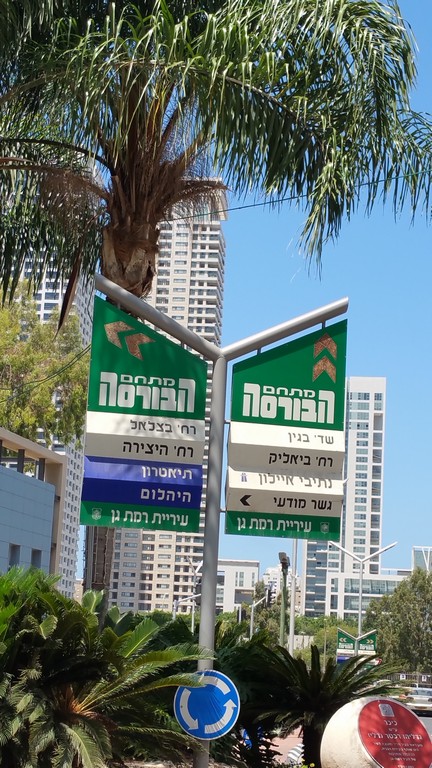 מתחם
הבורסה
רח׳ בצלאל
רח׳ היצירה
תיאטרון
היהלום
עיריית רמת גן
מתחם
הבורסה
שד׳ בגין
רח׳ ביאליק
נתיבי איילון
גשר מודעי
עיריית רמת גן
כיכר
ע״ש